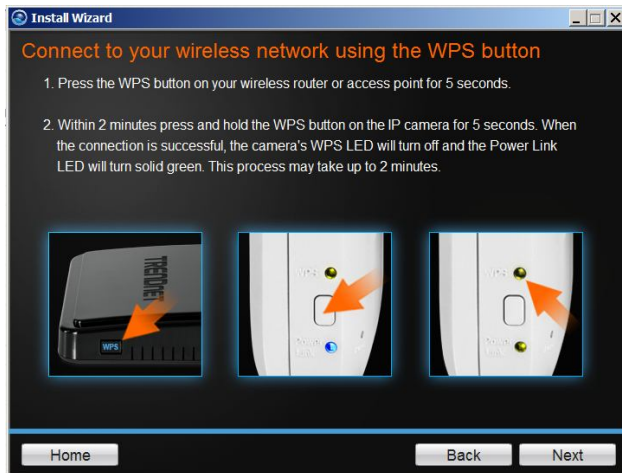 Install Wizard
Connect to your wireless network using the WPS button
1. Press the WPS button on your wireless router or access point for 5 seconds.
2. Within 2 minutes press and hold the WPS button on the IP camera for 5 seconds. When
the connection is successful, the camera's WPS LED will turn off and the Power Link
LED will turn solid green. This process may take up to 2 minutes.
TRENDnet
WPS
WPS
Power
Link
WPS
Power
Link
Home
Back
Next